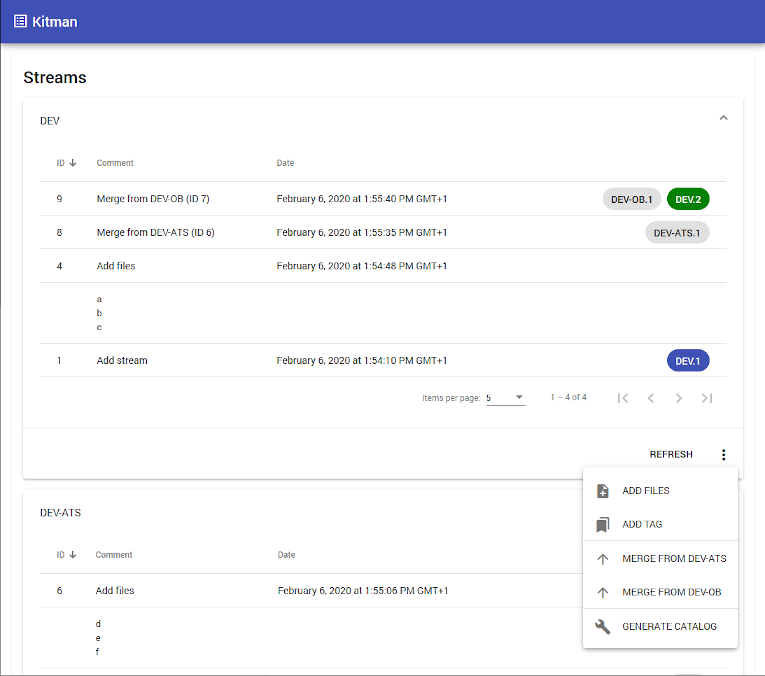 Kitman
Streams
DEV
ID Comment Date
9 Merge from DEV-OB (ID 7) February 6, 2020 at 1:55:40 PM GMT+1 DEV-OB.1 DEV.2
8 Merge from DEV-ATS (ID 6) February 6, 2020 at 1:55:35 PM GMT+1 DEV-ATS.1
4 Add files February 6, 2020 at 1:54:48 PM GMT+1
a
b
c
1 Add stream February 6, 2020 at 1:54:10 PM GMT+1 DEV.1
Items per page: 5 1 – 4 of 4
REFRESH
ADD FILES
ADD TAG
MERGE FROM DEV-ATS
MERGE FROM DEV-OB
GENERATE CATALOG
DEV-ATS
ID Comment Date
6 Add files February 6, 2020 at 1:55:06 PM GMT+1
d
e
f